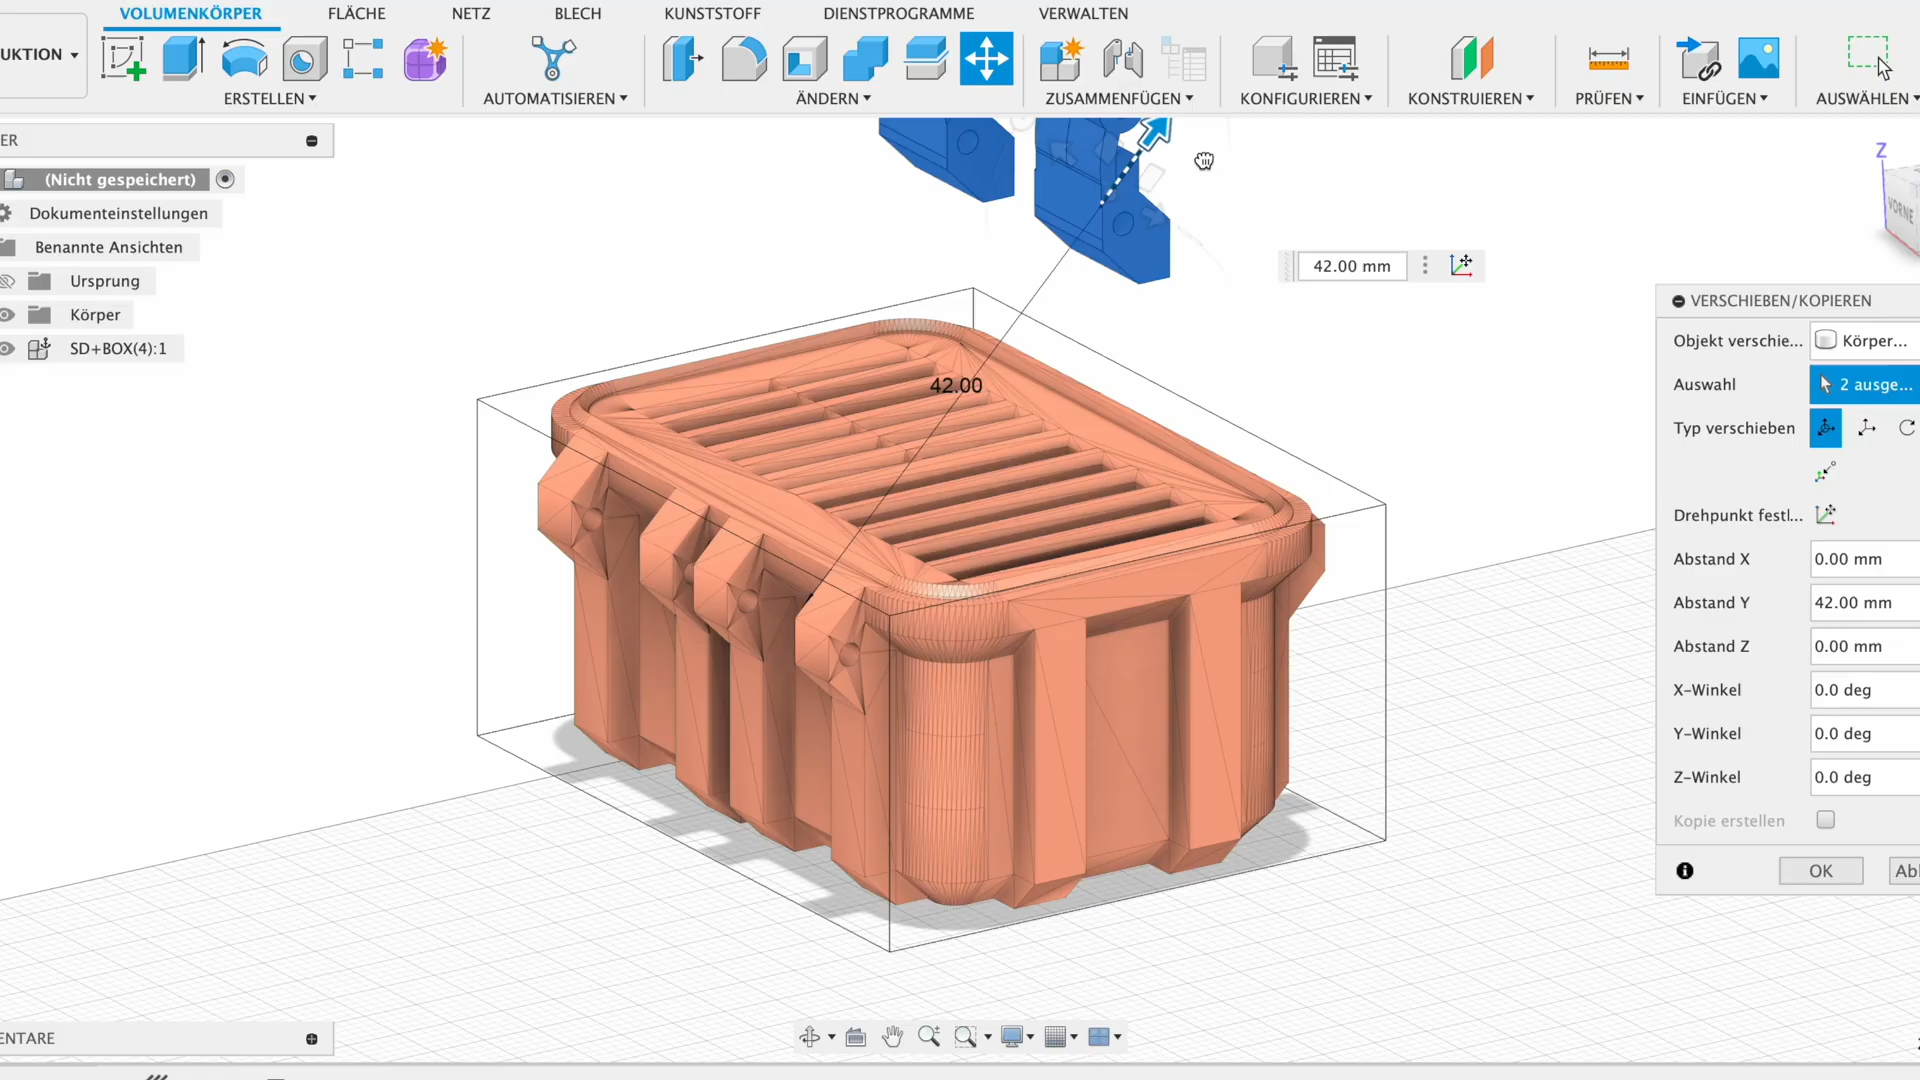 VOLUMENKÖRPER FLÄCHE NETZ BLECH KUNSTSTOFF DIENSTPROGRAMME VERWALTEN
UKTION
ERSTELLEN AUTOMATISIEREN ÄNDERN ZUSAMMENFÜGEN KONFIGURIEREN KONSTRUIEREN PRÜFEN EINFÜGEN AUSWÄHLEN
ER
(Nicht gespeichert)
Dokumenteinstellungen
Benannte Ansichten
Ursprung
Körper
SD+BOX(4):1
Z
VORNE
42.00 mm
42.00
VERSCHIEBEN/KOPIEREN
Objekt verschie... Körper...
Auswahl 2 ausge...
Typ verschieben
Drehpunkt festl...
Abstand X 0.00 mm
Abstand Y 42.00 mm
Abstand Z 0.00 mm
X-Winkel 0.0 deg
Y-Winkel 0.0 deg
Z-Winkel 0.0 deg
Kopie erstellen
OK Abl
ENTARE